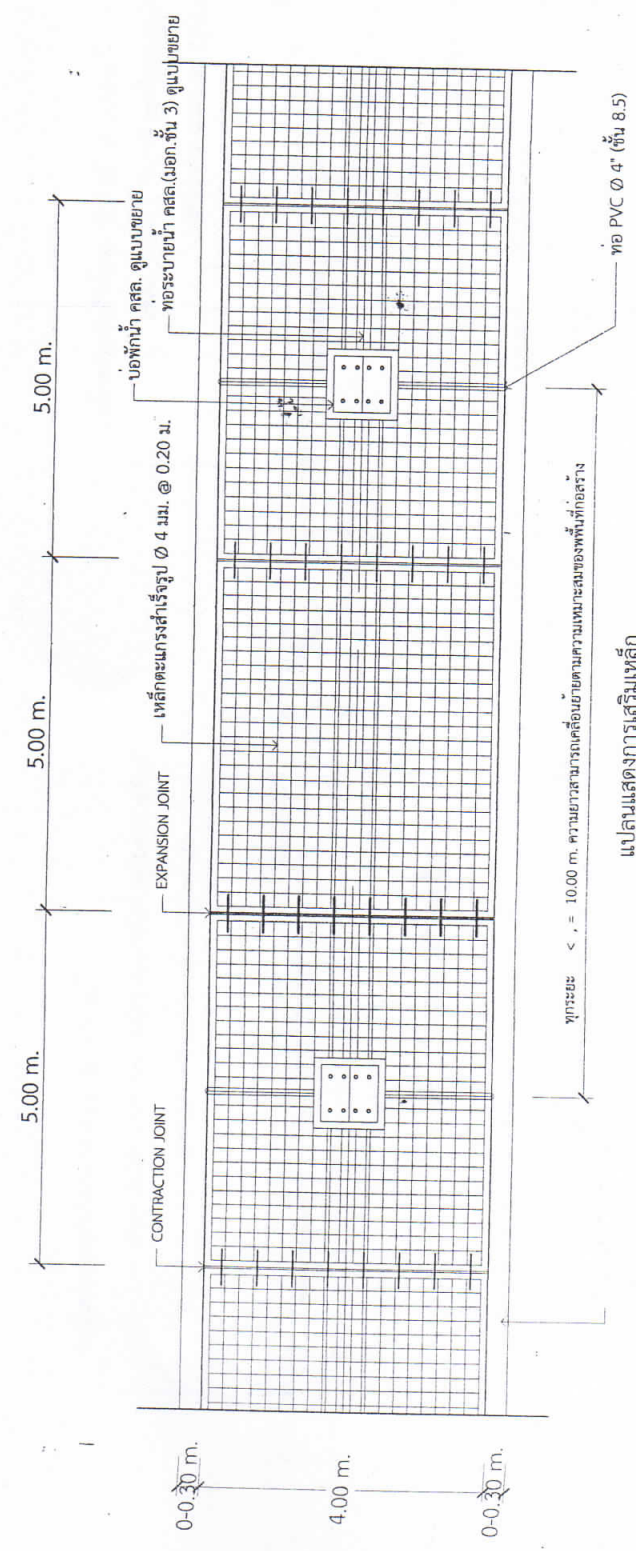 5.00 m.
5.00 m.
5.00 m.
บ่อพักน้ำ คสล. ดูแบบขยาย
ท่อระบายน้ำ คสล.(มอก.ชั้น 3) ดูแบบขยาย
เหล็กตะแกรงสำเร็จรูป Ø 4 มม. @ 0.20 ม.
EXPANSION JOINT
CONTRACTION JOINT
0-0.30 m.
4.00 m.
0-0.30 m.
ท่อ PVC Ø 4" (ชั้น 8.5)
ทุกระยะ < , = 10.00 m. ความยาวสามารถเคลื่อนย้ายตามความเหมาะสมของพื้นที่ก่อสร้าง
แปลนแสดงการเสริมเหล็ก